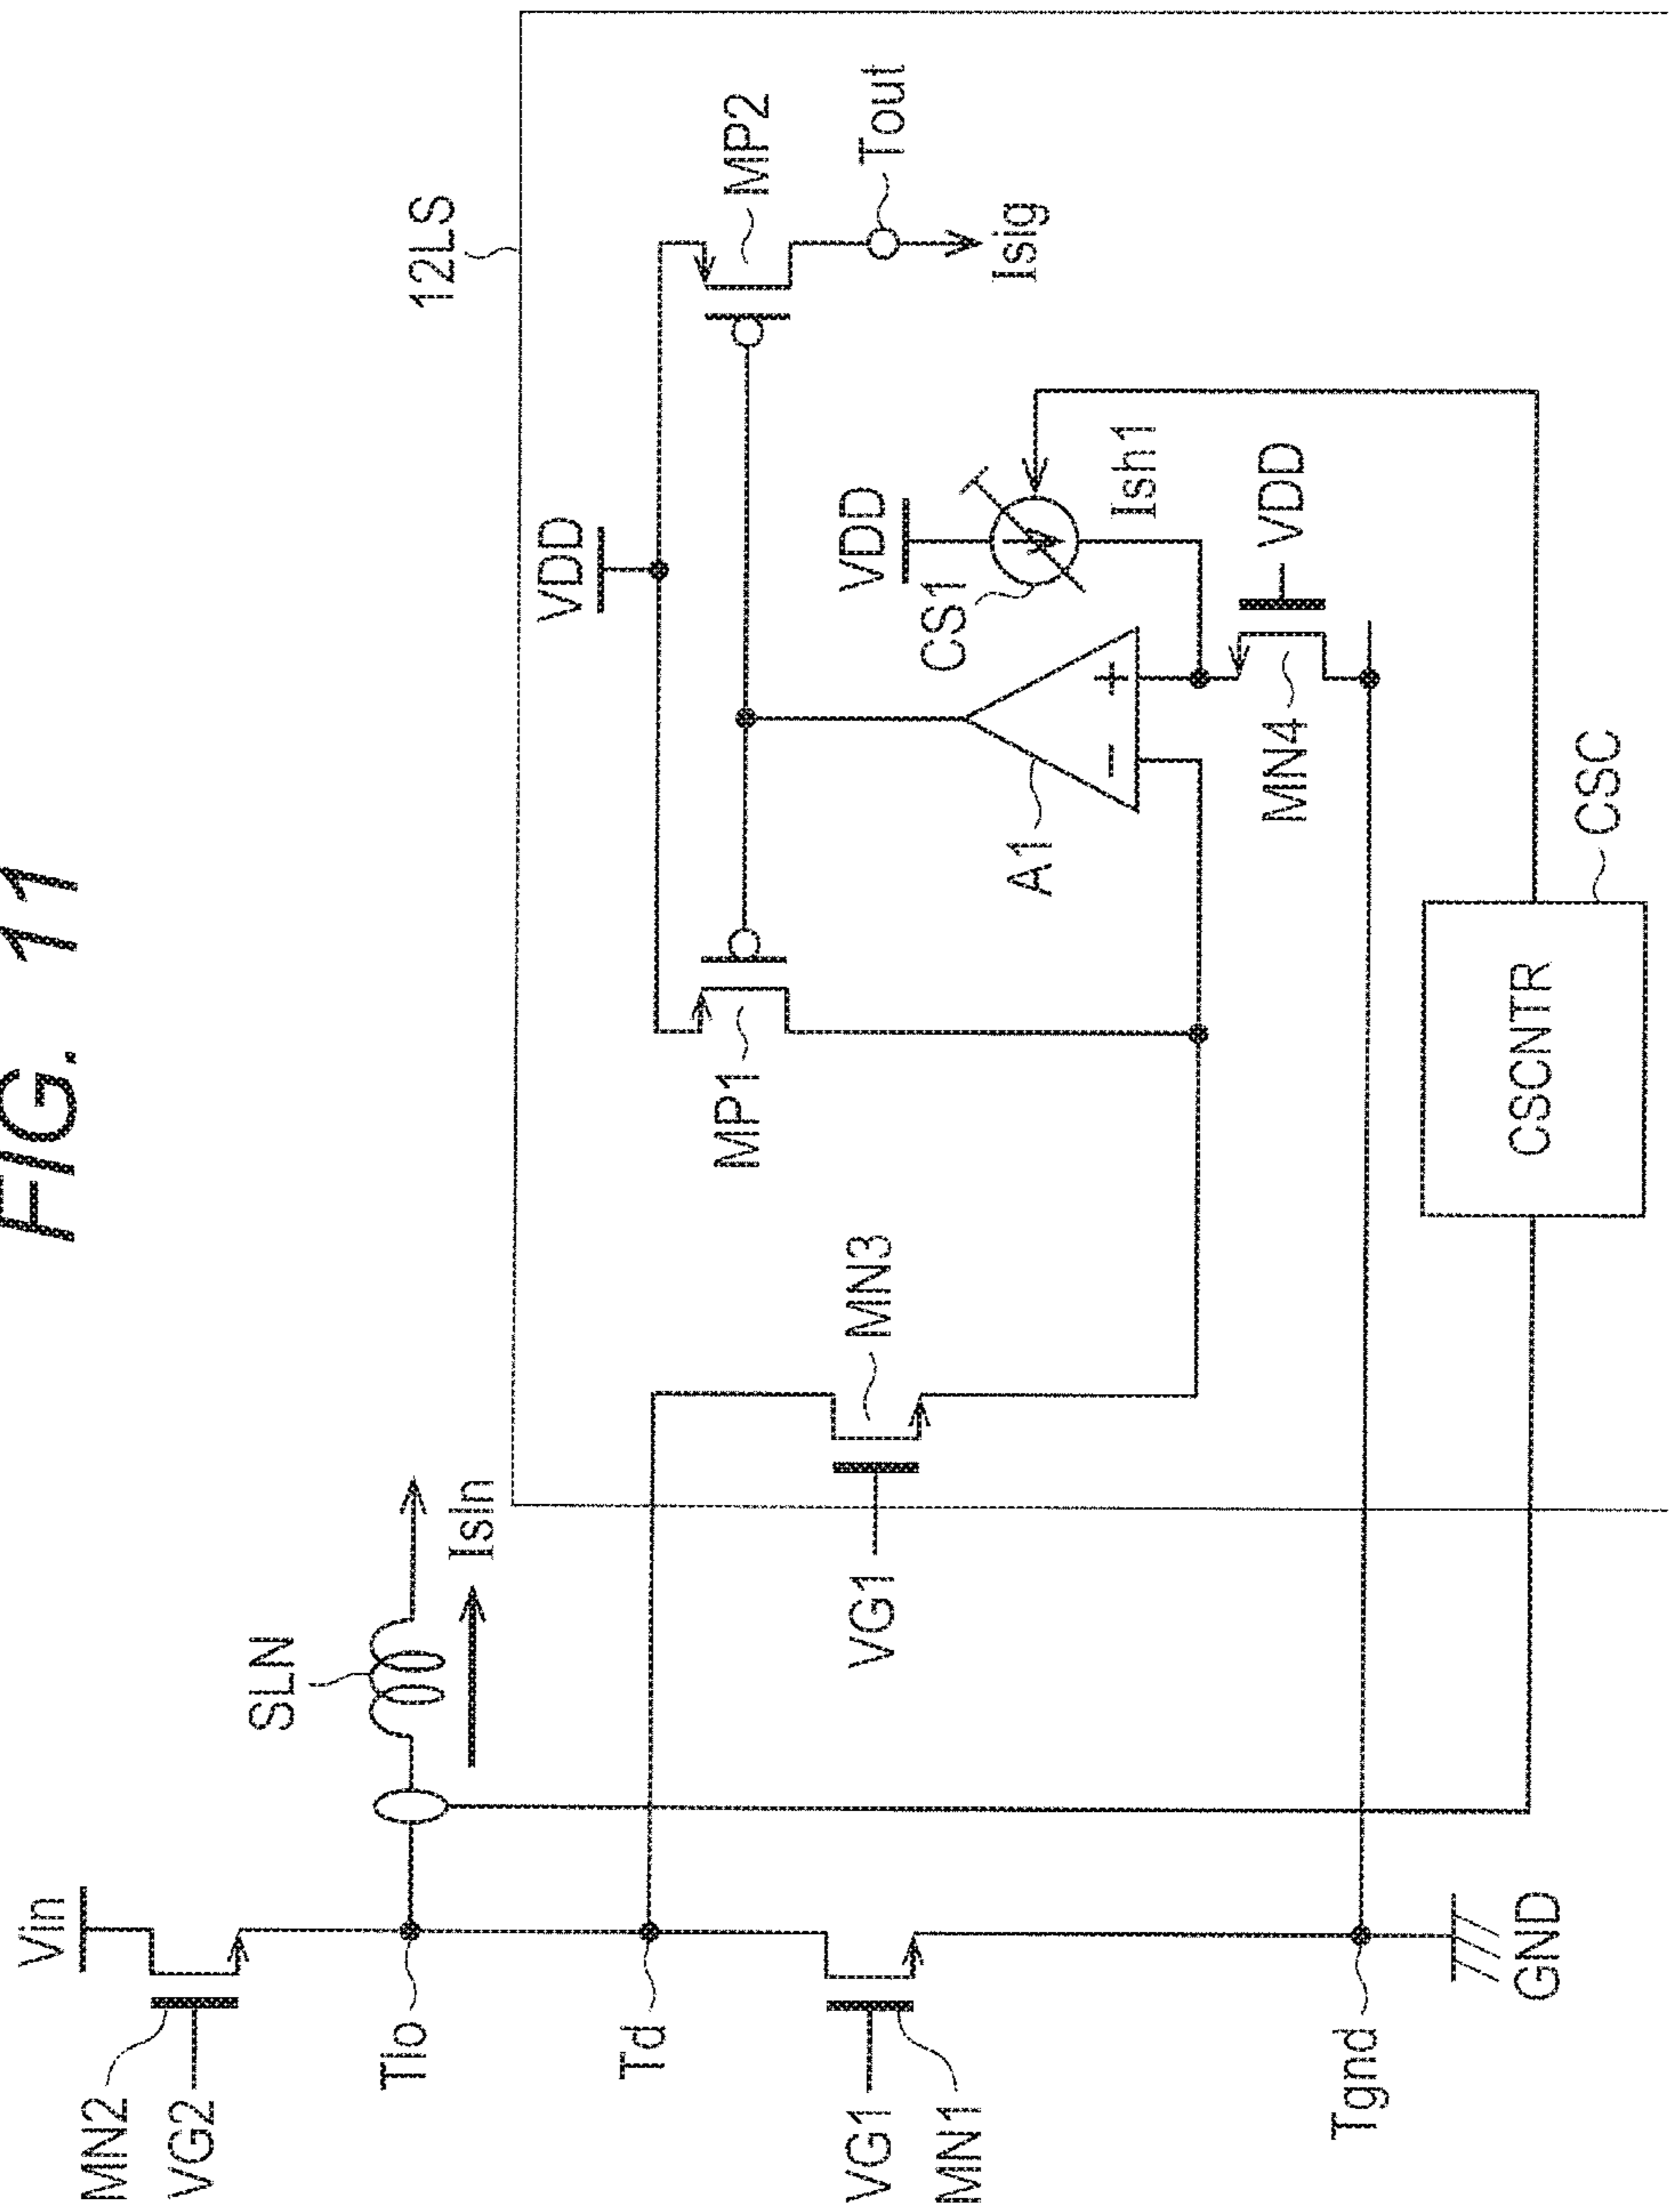 FIG. 11
12LS
Vin
MN2
VG2
Tlo
SLN
Isln
Td
VG1
MN1
Tgnd
GND
VG1
MN3
VDD
MP1
MP2
Tout
Isig
A1
−
+
VDD
CS1
Ish1
MN4
VDD
CSCNTR
CSC